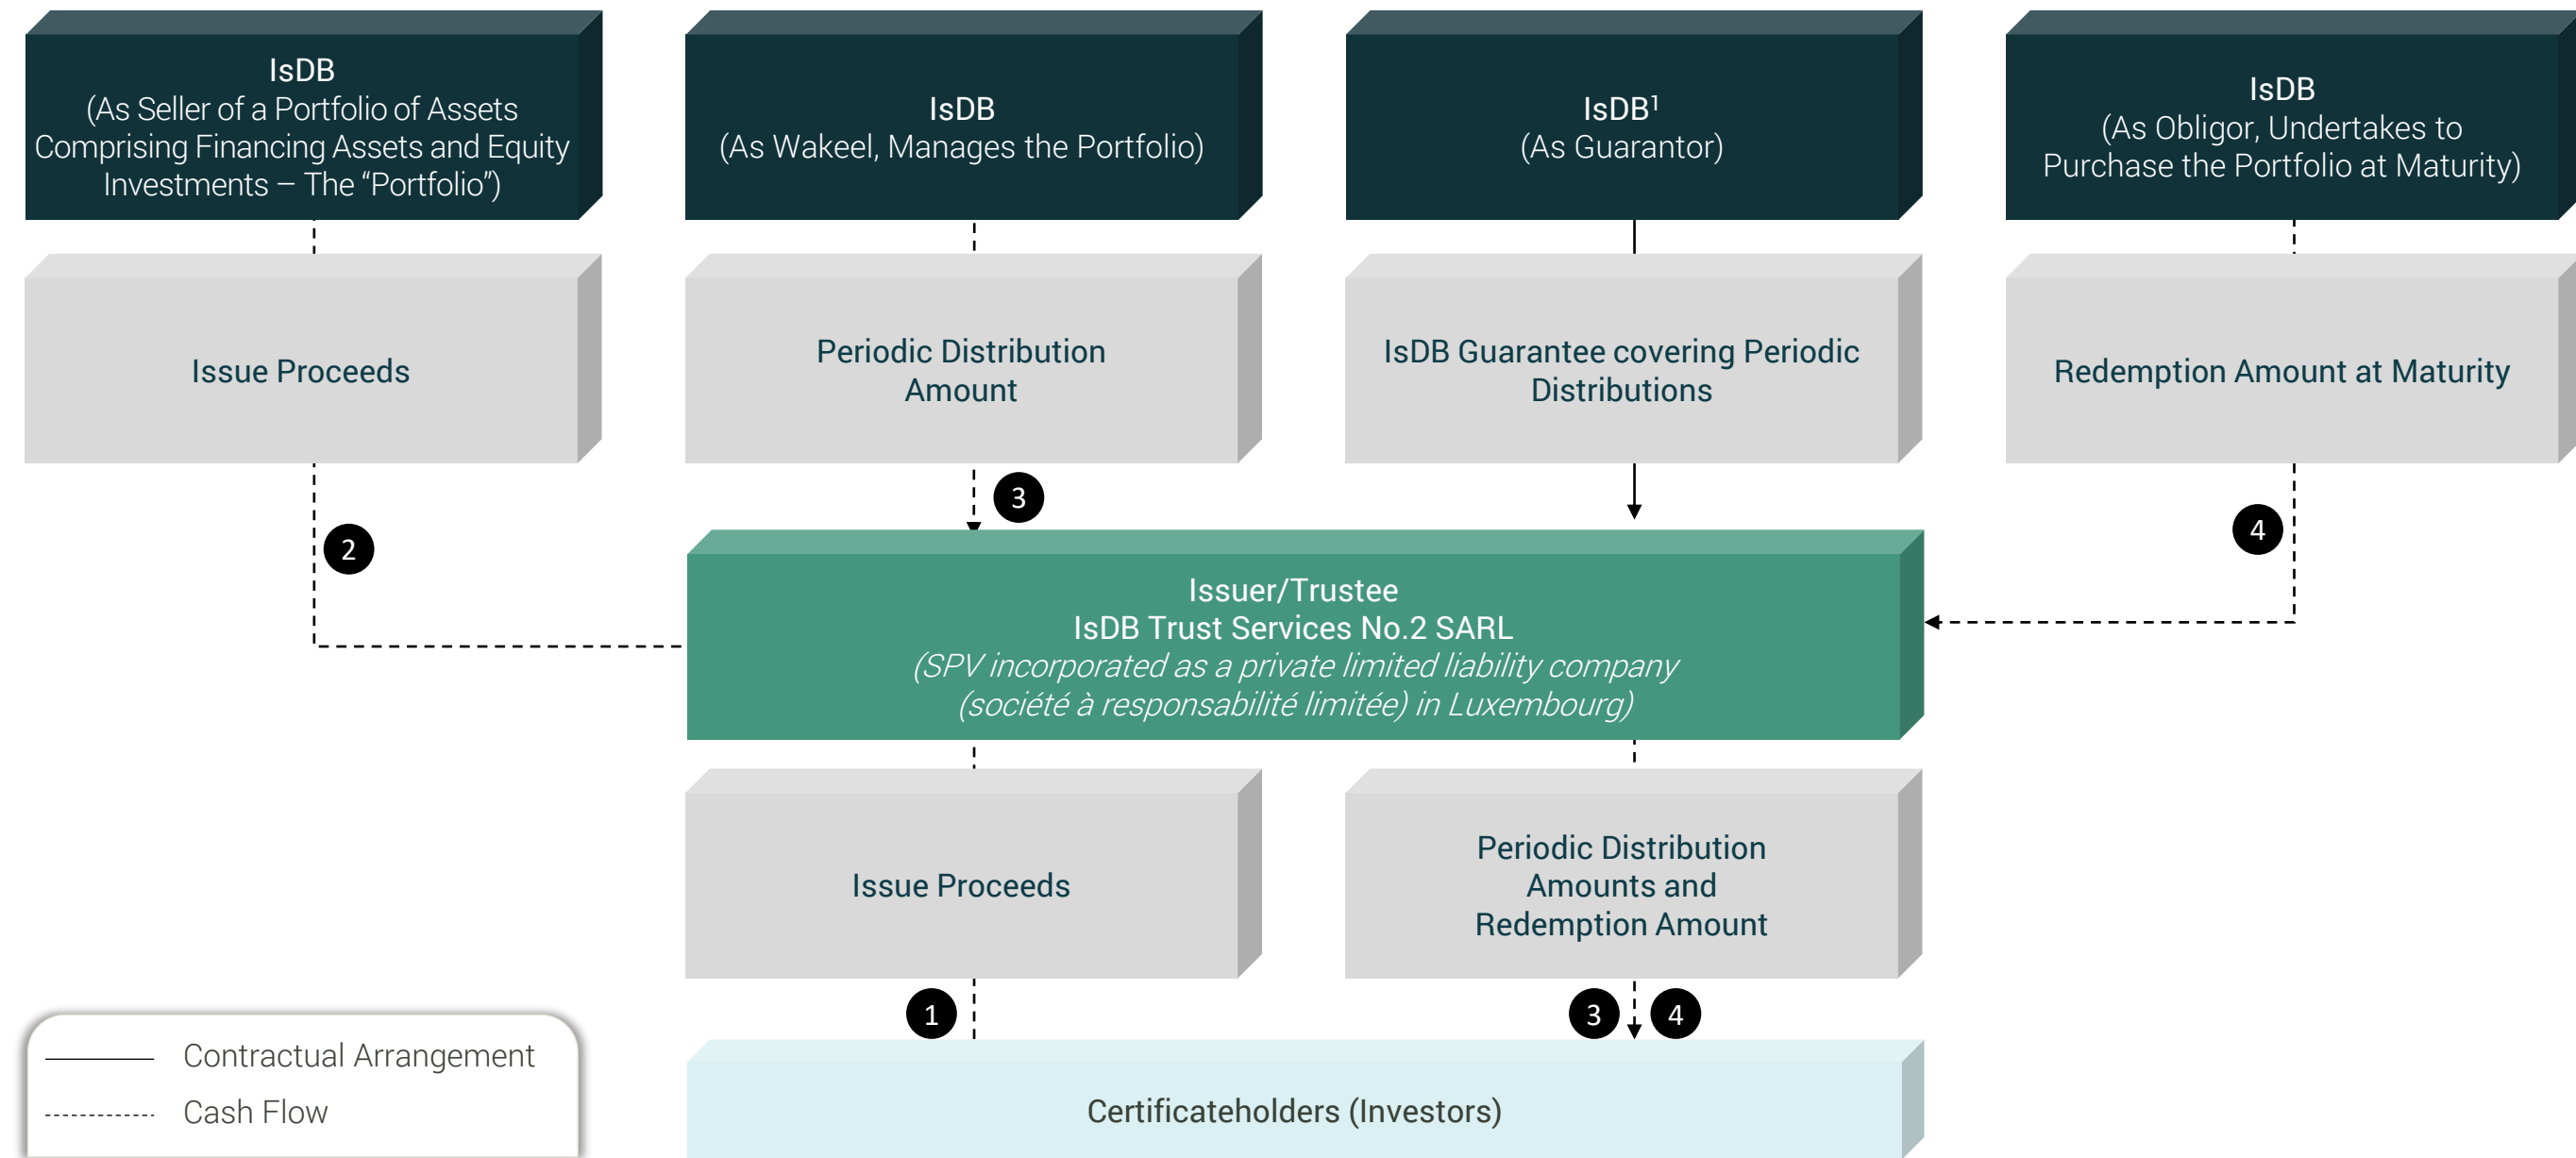 IsDB
(As Seller of a Portfolio of Assets
Comprising Financing Assets and Equity
Investments – The “Portfolio”)
IsDB
(As Wakeel, Manages the Portfolio)
IsDB¹
(As Guarantor)
IsDB
(As Obligor, Undertakes to
Purchase the Portfolio at Maturity)
Issue Proceeds
Periodic Distribution
Amount
IsDB Guarantee covering Periodic
Distributions
Redemption Amount at Maturity
3
2
4
Issuer/Trustee
IsDB Trust Services No.2 SARL
(SPV incorporated as a private limited liability company
(société à responsabilité limitée) in Luxembourg)
Issue Proceeds
Periodic Distribution
Amounts and
Redemption Amount
1
3
4
Contractual Arrangement
Cash Flow
Certificateholders (Investors)